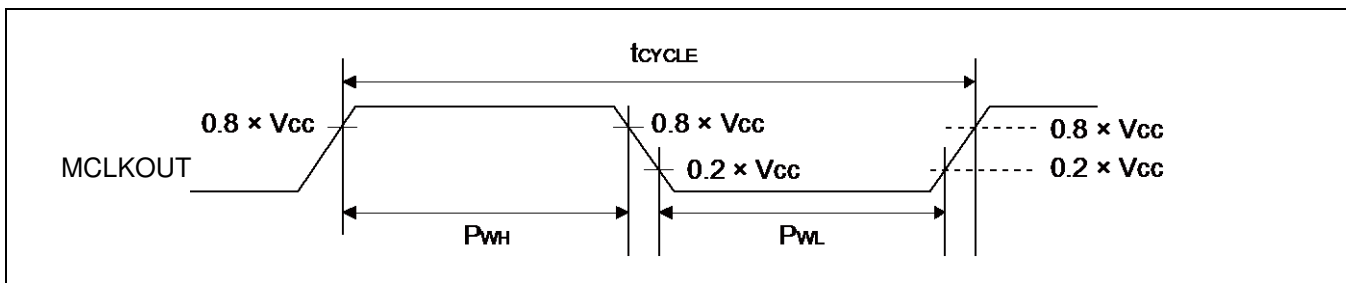 tCYCLE
0.8 × Vcc
0.8 × Vcc
0.8 × Vcc
MCLKOUT
0.2 × Vcc
0.2 × Vcc
PWH
PWL